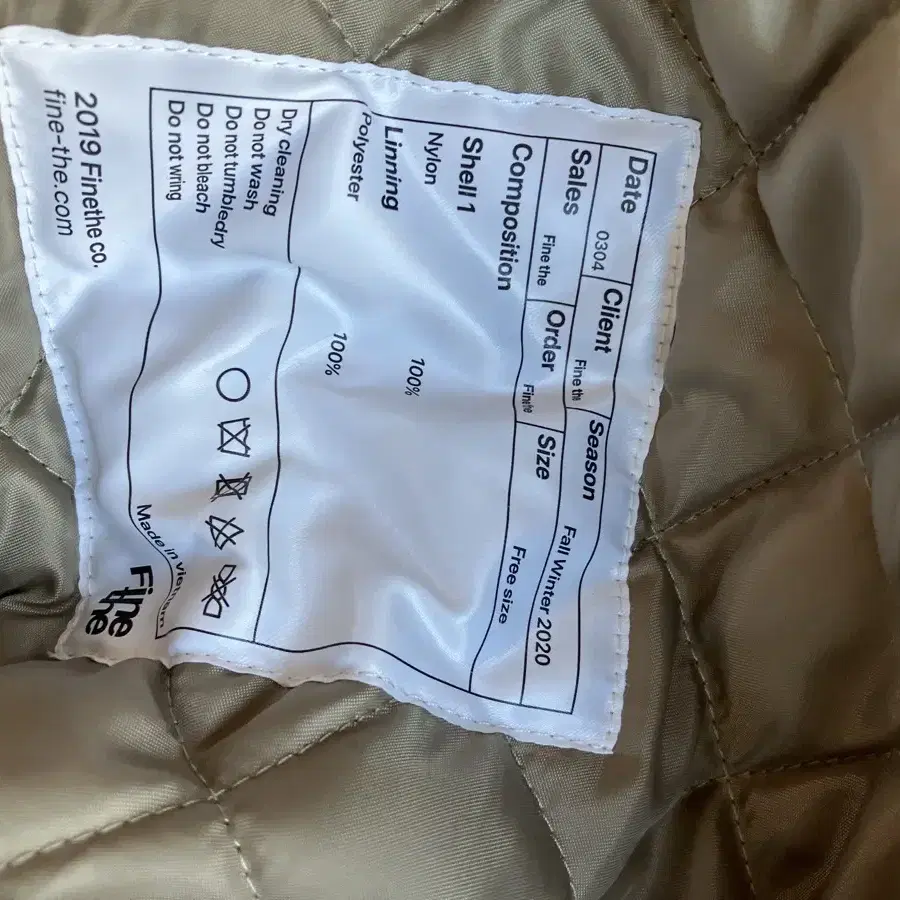 Date 0304 Client Fine the Season Fall Winter 2020
Sales Fine the Order Fine the Size Free size
Composition
Shell 1
Nylon 100%
Linning
Polyester 100%
Dry cleaning
Do not wash
Do not tumbledry
Do not bleach
Do not wring
Made in vietnam
2019 Finethe co.
fine-the.com
Fine
the